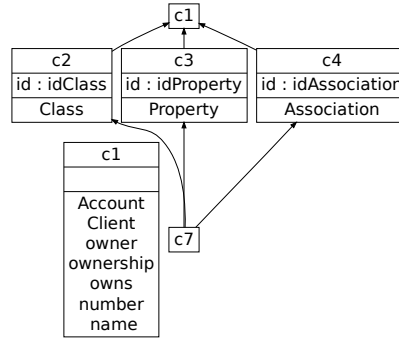 c1
c2
id : idClass
Class
c3
id : idProperty
Property
c4
id : idAssociation
Association
c1
Account
Client
owner
ownership
owns
number
name
c7